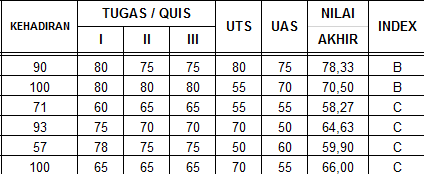 KEHADIRAN TUGAS / QUIS UTS UAS NILAI AKHIR INDEX
I II III
90 80 75 75 80 75 78,33 B
100 80 80 80 55 70 70,50 B
71 60 65 65 55 55 58,27 C
93 75 70 70 70 50 64,63 C
57 78 75 75 50 60 59,90 C
100 65 65 65 70 55 66,00 C